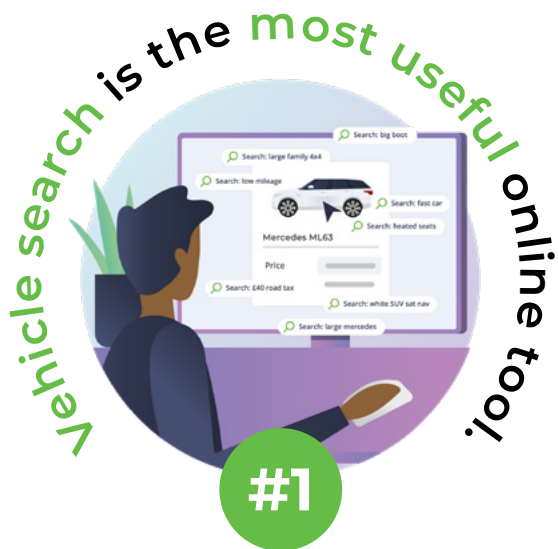 Vehicle search is the most useful online tool.
Search: big boot
Search: large family 4x4
Search: low mileage
Search: fast car
Search: heated seats
Mercedes ML63
Price
Search: £40 road tax
Search: white SUV sat nav
Search: large mercedes
#1